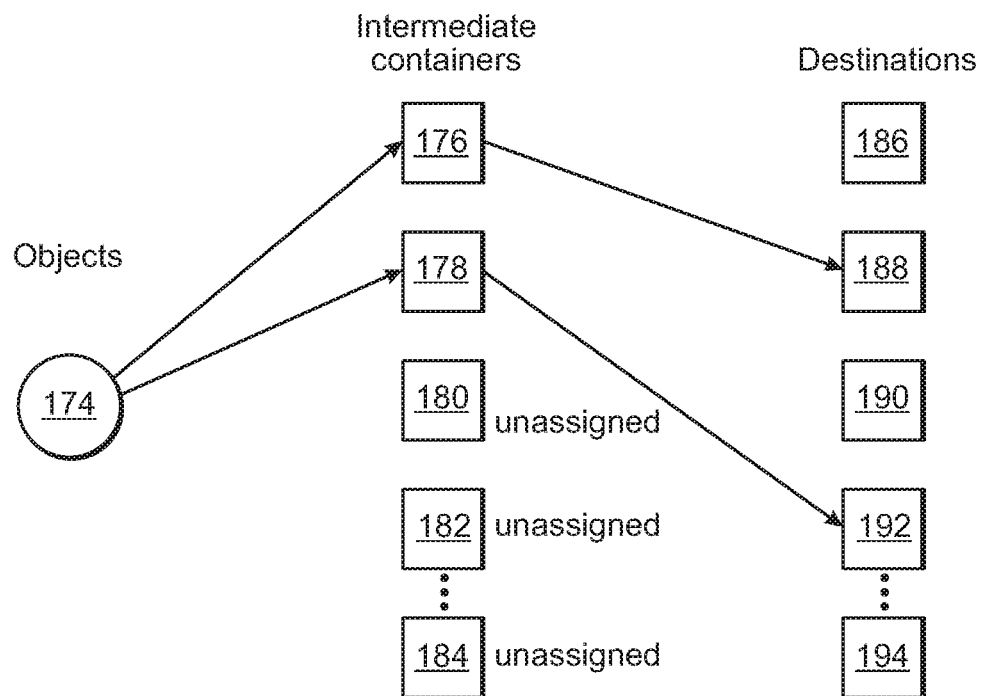 Intermediate
containers
Destinations
176
186
Objects
178
188
174
180
unassigned
190
182
unassigned
192
184
unassigned
194